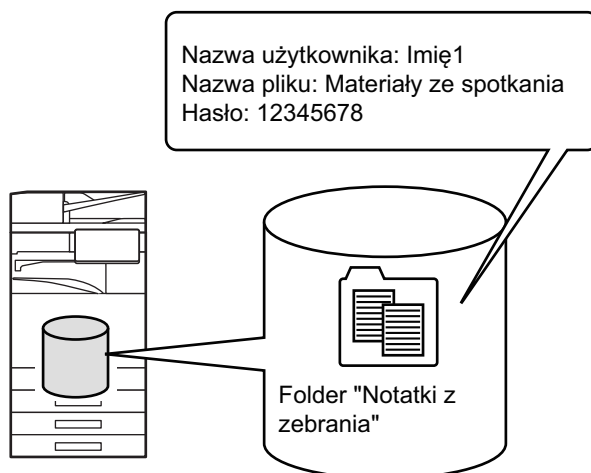 Nazwa użytkownika: Imię1
Nazwa pliku: Materiały ze spotkania
Hasło: 12345678
Folder "Notatki z
zebrania"